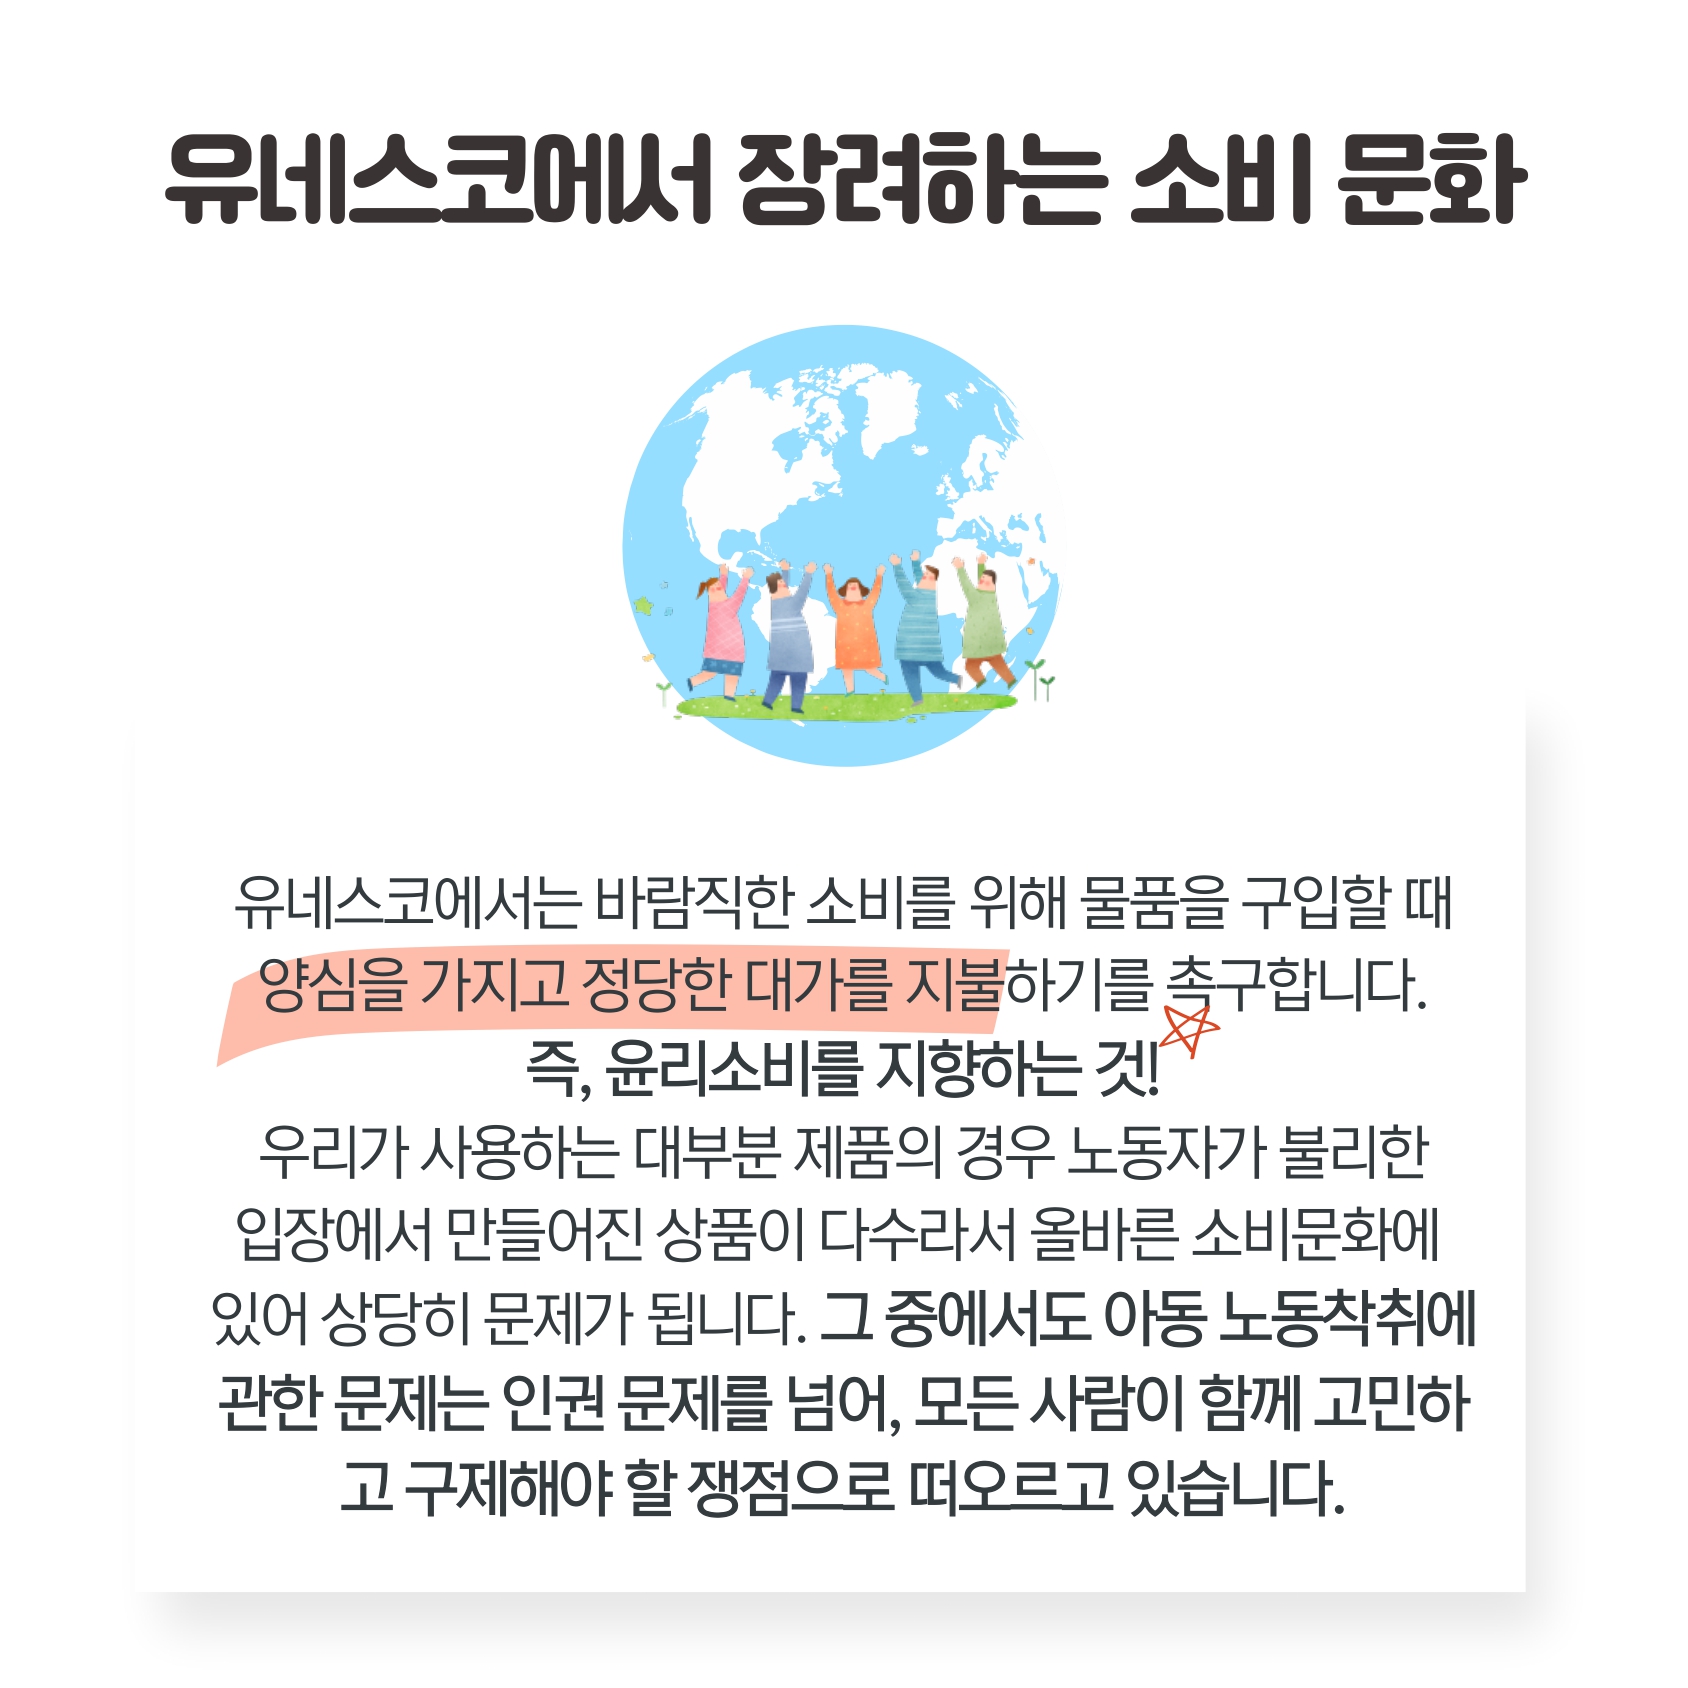 유네스코에서 장려하는 소비 문화
유네스코에서는 바람직한 소비를 위해 물품을 구입할 때
양심을 가지고 정당한 대가를 지불하기를 촉구합니다.
즉, 윤리소비를 지향하는 것!
우리가 사용하는 대부분 제품의 경우 노동자가 불리한
입장에서 만들어진 상품이 다수라서 올바른 소비문화에
있어 상당히 문제가 됩니다. 그 중에서도 아동 노동착취에
관한 문제는 인권 문제를 넘어, 모든 사람이 함께 고민하
고 구제해야 할 쟁점으로 떠오르고 있습니다.